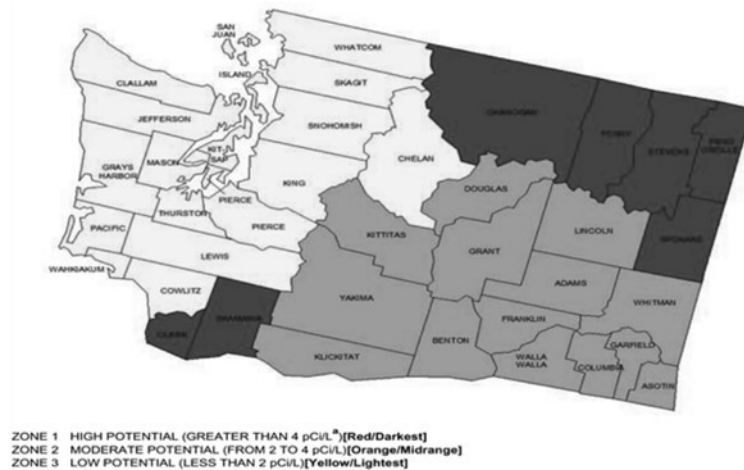 SAN
JUAN
WHATCOM
ISLAND
SKAGIT
CLALLAM
OKANOGAN
FERRY
STEVENS
PEND
OREILLE
JEFFERSON
SNOHOMISH
CHELAN
KIT-
SAP
MASON
GRAYS
HARBOR
KING
DOUGLAS
PIERCE
THURSTON
PIERCE
KITTITAS
LINCOLN
SPOKANE
PACIFIC
GRANT
LEWIS
WAHKIAKUM
ADAMS
COWLITZ
YAKIMA
WHITMAN
SKAMANIA
FRANKLIN
CLARK
BENTON
GARFIELD
KLICKITAT
WALLA
WALLA
COLUMBIA
ASOTIN
ZONE 1 HIGH POTENTIAL (GREATER THAN 4 pCi/Lª)[Red/Darkest]
ZONE 2 MODERATE POTENTIAL (FROM 2 TO 4 pCi/L)[Orange/Midrange]
ZONE 3 LOW POTENTIAL (LESS THAN 2 pCi/L)[Yellow/Lightest]